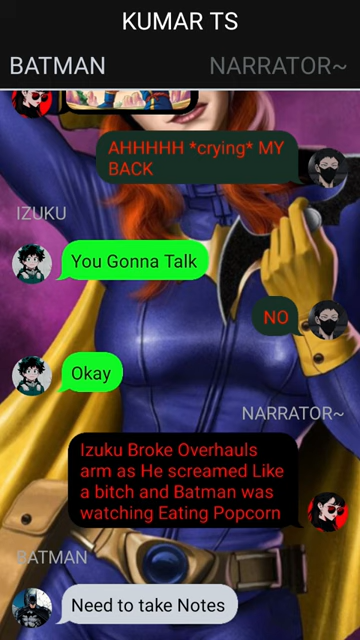 KUMAR TS
BATMAN
NARRATOR~
AHHHHH *crying* MY
BACK
IZUKU
You Gonna Talk
NO
Okay
NARRATOR~
Izuku Broke Overhauls
arm as He screamed Like
a bitch and Batman was
watching Eating Popcorn
BATMAN
Need to take Notes